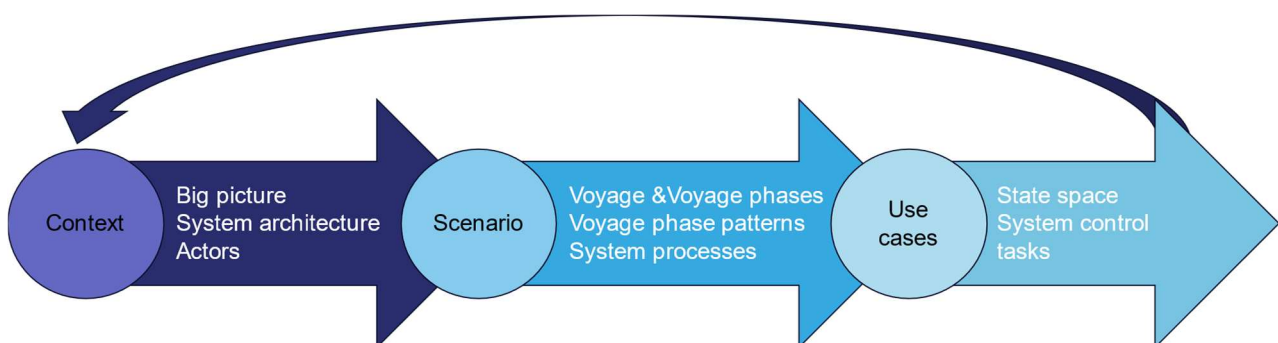 Context
Big picture
System architecture
Actors
Scenario
Voyage &Voyage phases
Voyage phase patterns
System processes
Use
cases
State space
System control
tasks